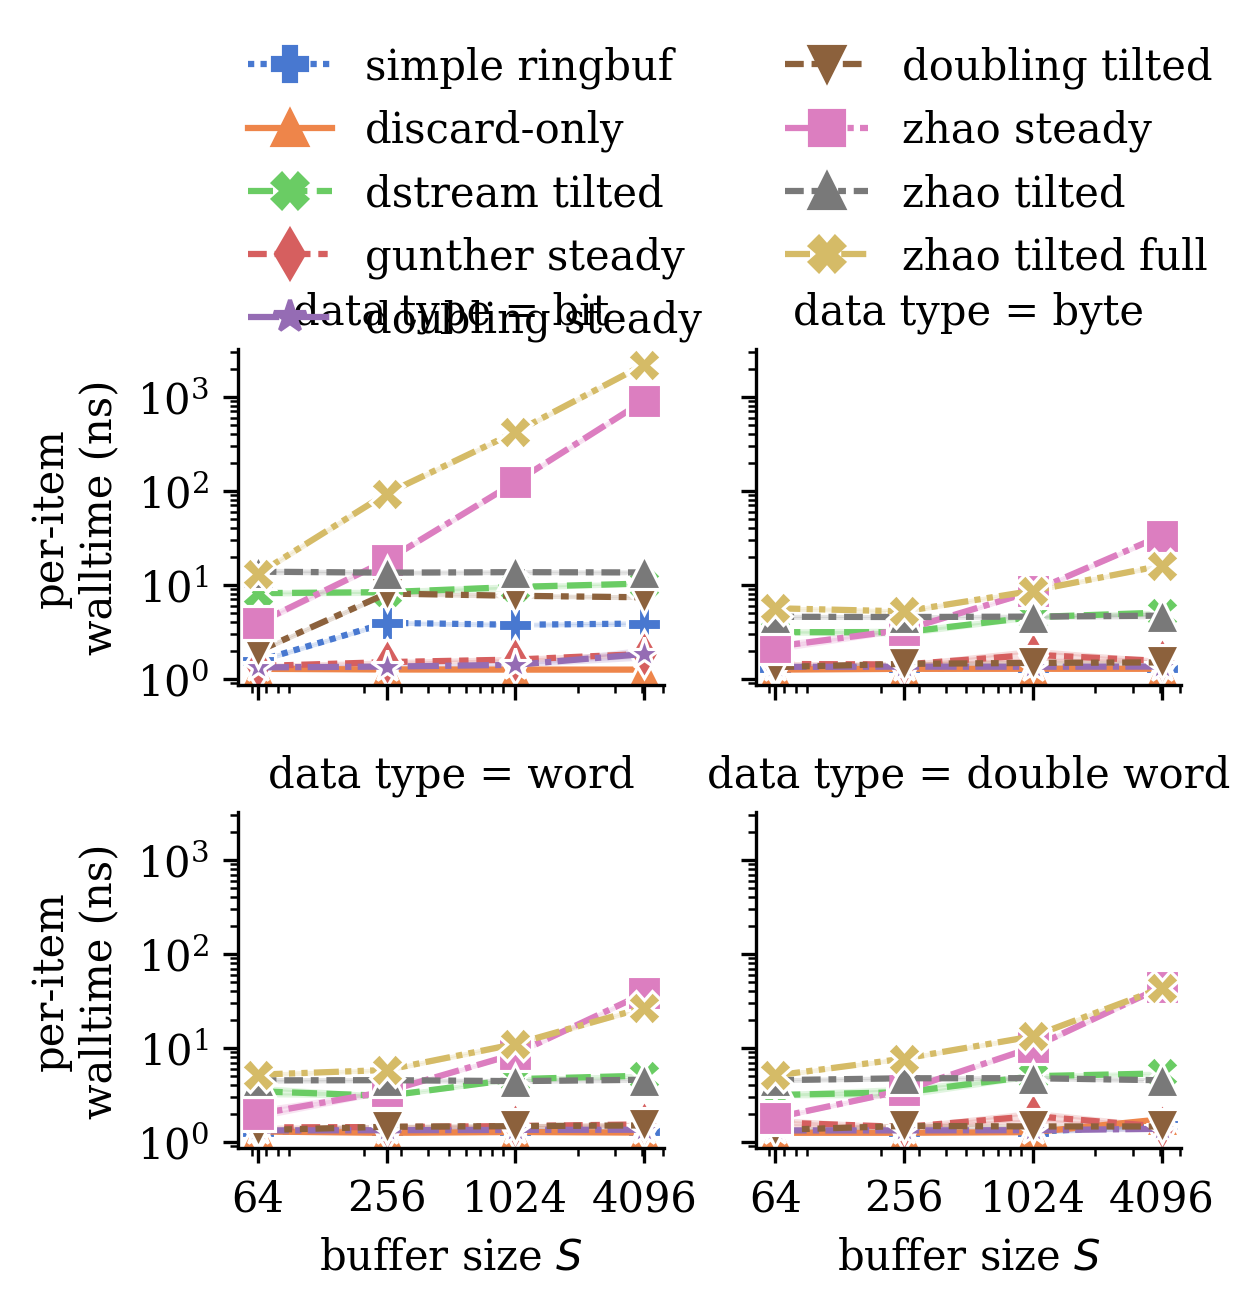 simple ringbuf
discard-only
dstream tilted
gunther steady
doubling steady
doubling tilted
zhao steady
zhao tilted
zhao tilted full
data type = bit
data type = byte
per-item
walltime (ns)
10³
10²
10¹
10⁰
data type = word
data type = double word
per-item
walltime (ns)
10³
10²
10¹
10⁰
64 256 1024 4096
64 256 1024 4096
buffer size S
buffer size S